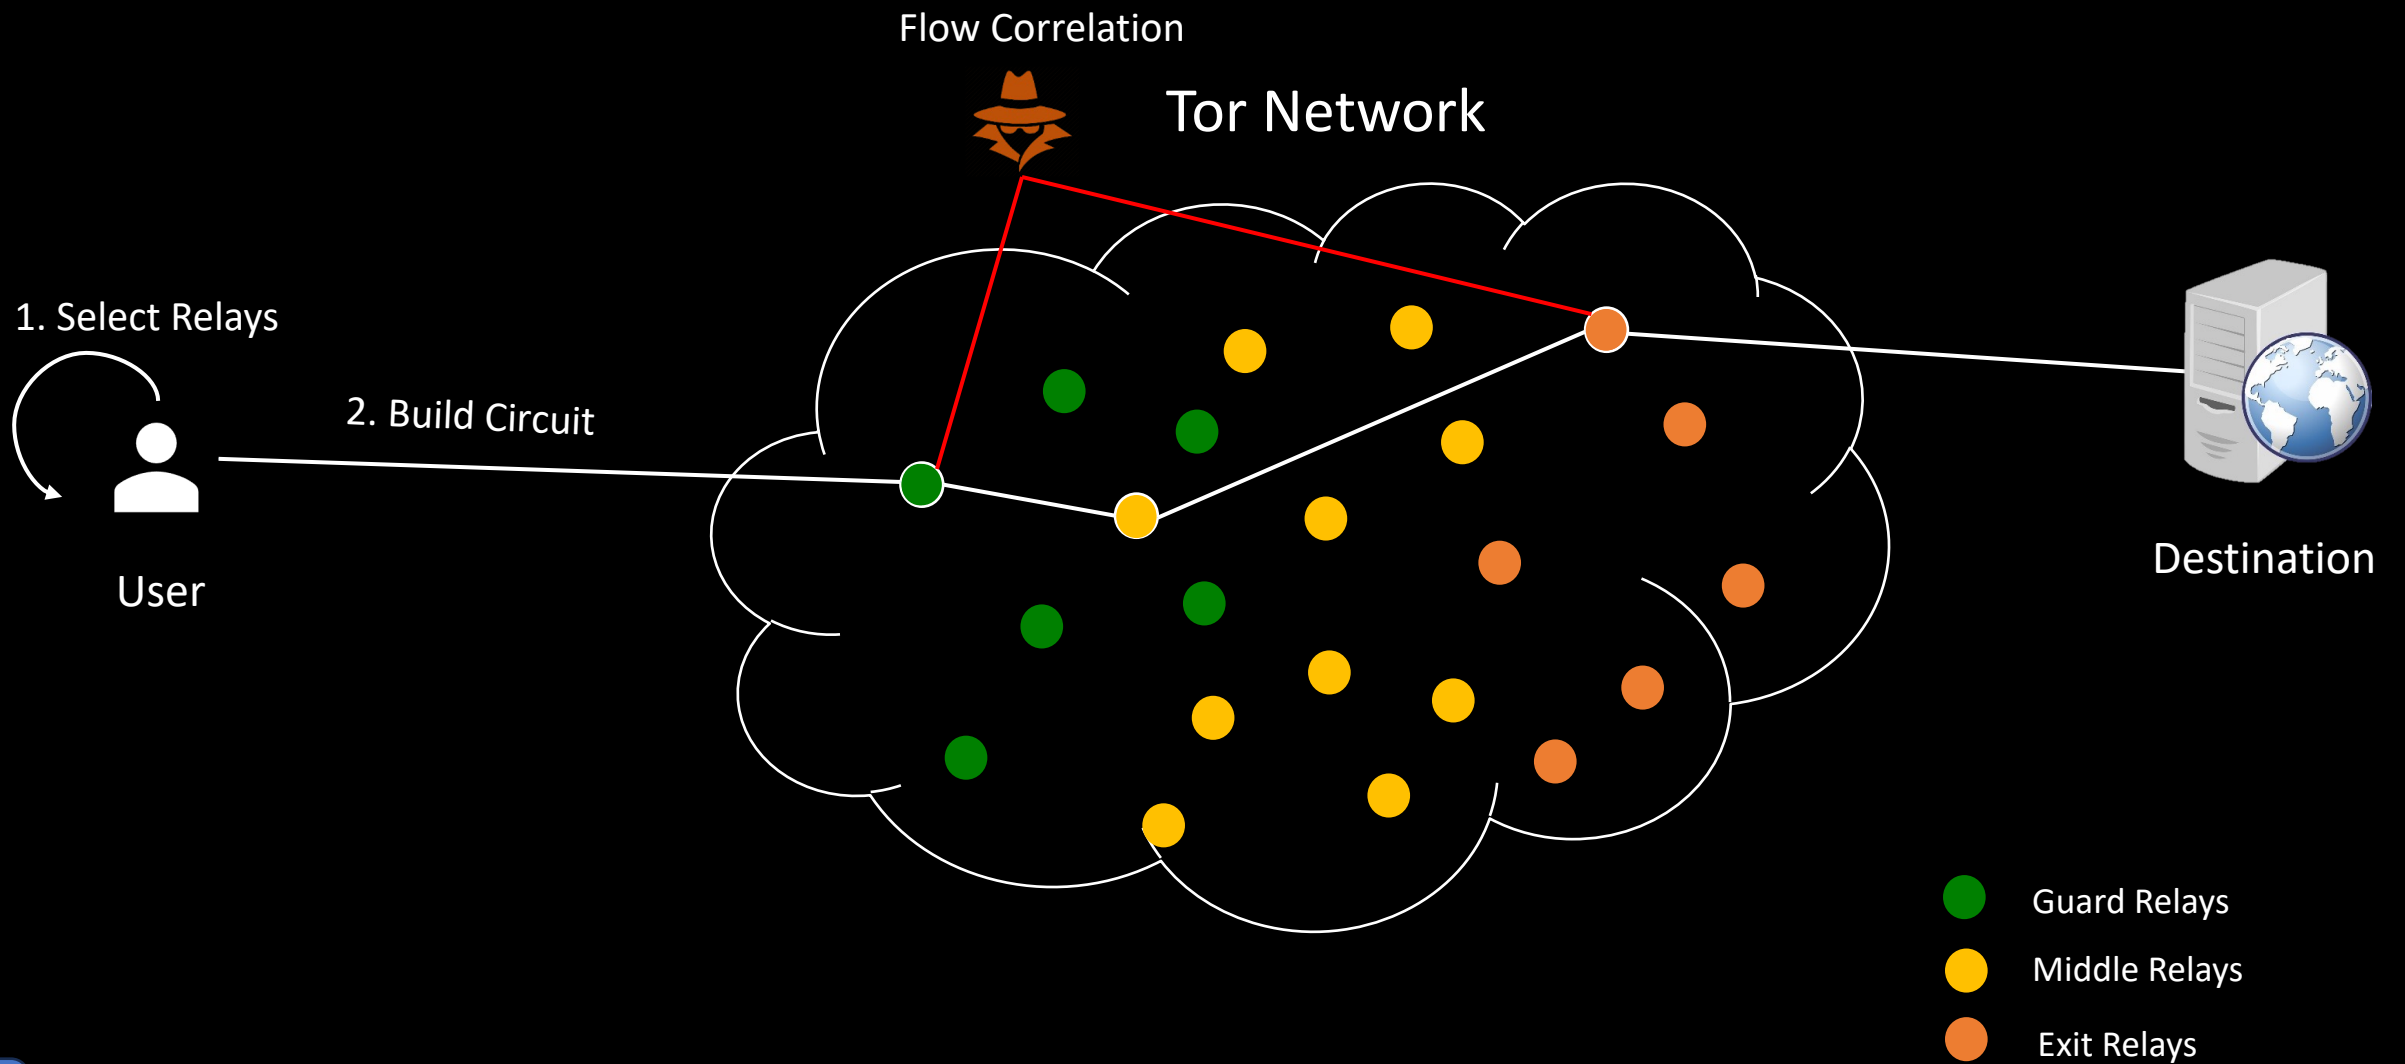 Flow Correlation
Tor Network
1. Select Relays
2. Build Circuit
User
Destination
Guard Relays
Middle Relays
Exit Relays